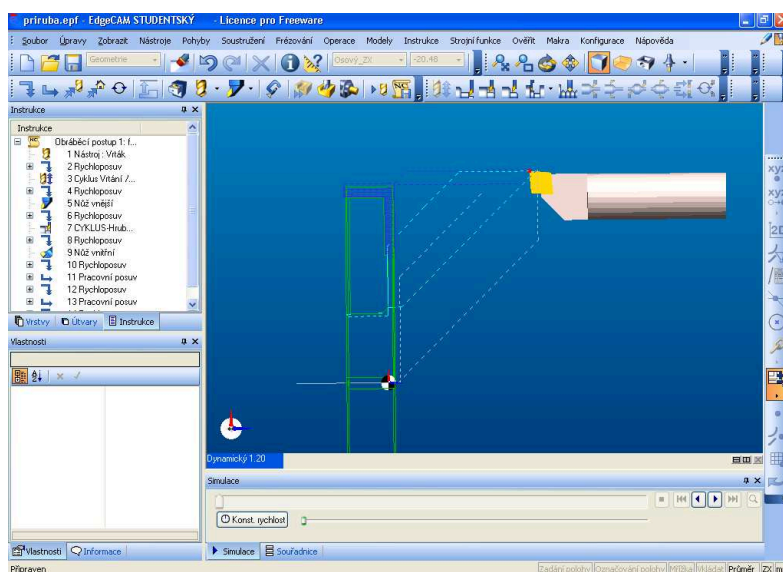 priruba.epf - EdgeCAM STUDENTSKÝ - Licence pro Freeware
Soubor Úpravy Zobrazit Nástroje Pohyby Soustružení Frézování Operace Modely Instrukce Strojní funkce Ověřit Makra Konfigurace Nápověda
Geometrie Osový_ZX -20.48
Instrukce
Instrukce
Obráběcí postup 1: f...
1 Nástroj : Vrták
2 Rychloposuv
3 Cyklus Vrtání /...
4 Rychloposuv
5 Nůž vnější
6 Rychloposuv
7 CYKLUS-Hrub...
8 Rychloposuv
9 Nůž vnitřní
10 Rychloposuv
11 Pracovní posuv
12 Rychloposuv
13 Pracovní posuv
Vrstvy Útvary Instrukce
Vlastnosti
Dynamický 1.20
Simulace
Konst. rychlost
Vlastnosti Informace
Simulace Souřadnice
Připraven
Zadání polohy Označování polohy Mřížka Vkládat Průměr ZX